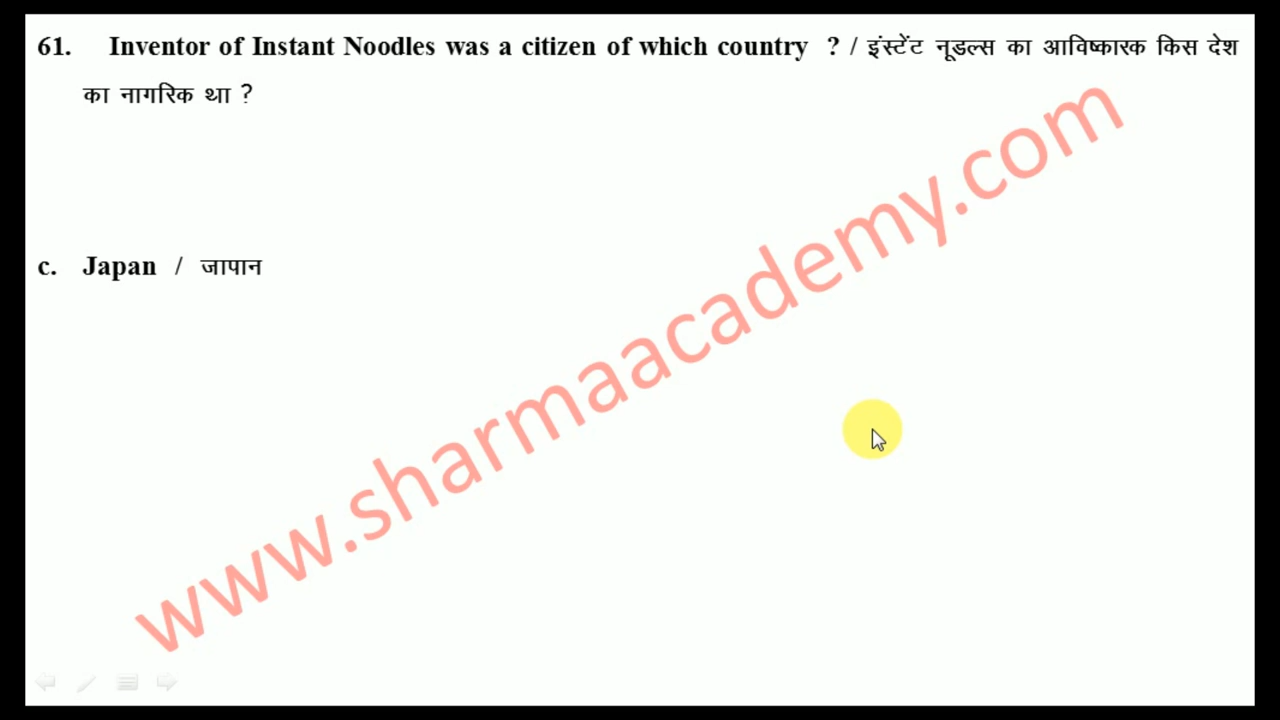 61. Inventor of Instant Noodles was a citizen of which country ? / इंस्टेंट नूडल्स का आविष्कारक किस देश
का नागरिक था ?
c. Japan / जापान
www.sharmaacademy.com